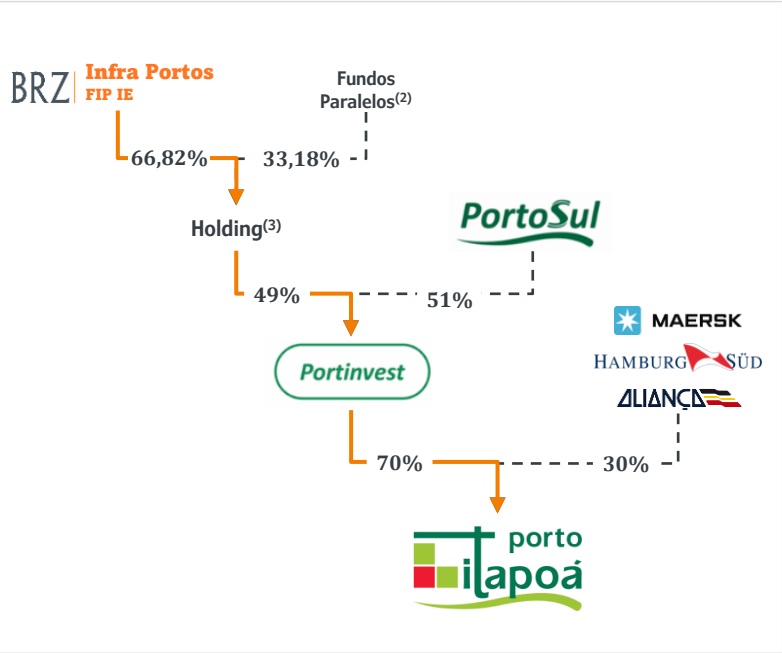 BRZ
Infra Portos
FIP IE
Fundos
Paralelos(2)
66,82%
33,18%
Holding(3)
PortoSul
49%
51%
MAERSK
HAMBURG SÜD
ALIANÇA
Portinvest
70%
30%
porto
itapoá